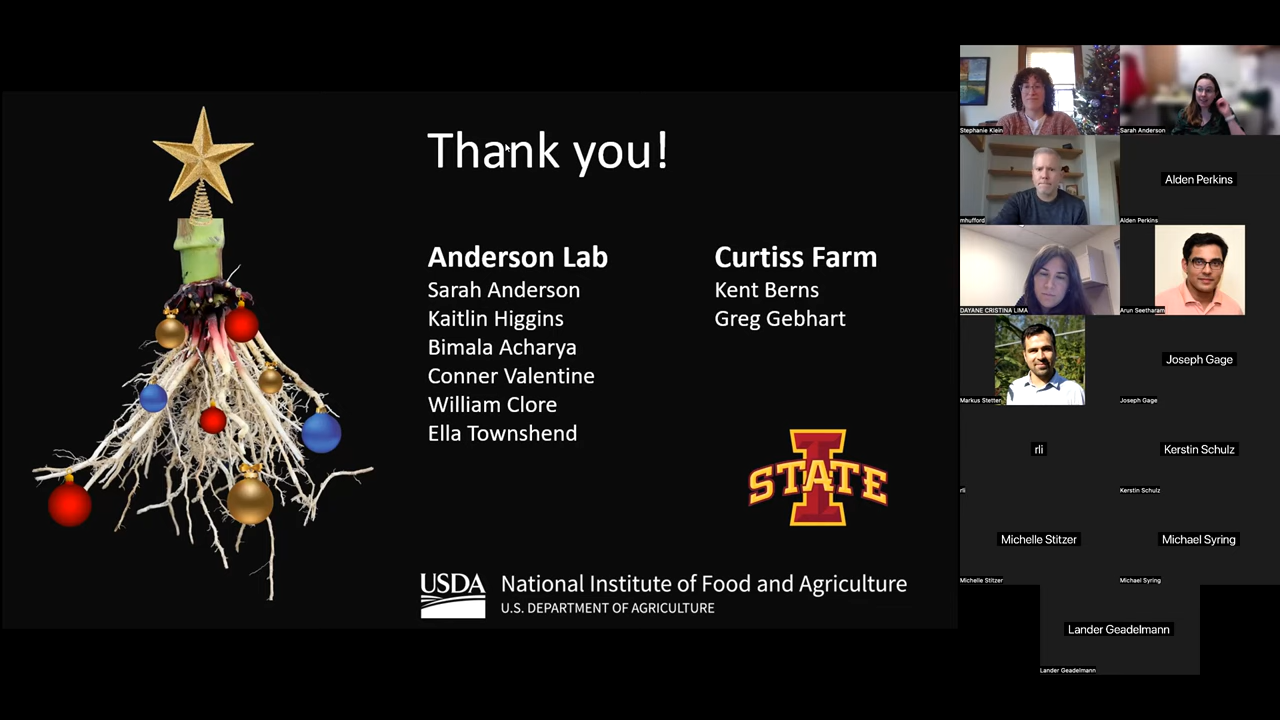 Thank you!
Anderson Lab
Sarah Anderson
Kaitlin Higgins
Bimala Acharya
Conner Valentine
William Clore
Ella Townshend
Curtiss Farm
Kent Berns
Greg Gebhart
STATE
USDA
National Institute of Food and Agriculture
U.S. DEPARTMENT OF AGRICULTURE
Stephanie Klein
Sarah Anderson
mhufford
Alden Perkins
Alden Perkins
DAYANE CRISTINA LIMA
Arun Seetharam
Markus Stetter
Joseph Gage
Joseph Gage
rli
rli
Kerstin Schulz
Kerstin Schulz
Michelle Stitzer
Michelle Stitzer
Michael Syring
Michael Syring
Lander Geadelmann
Lander Geadelmann